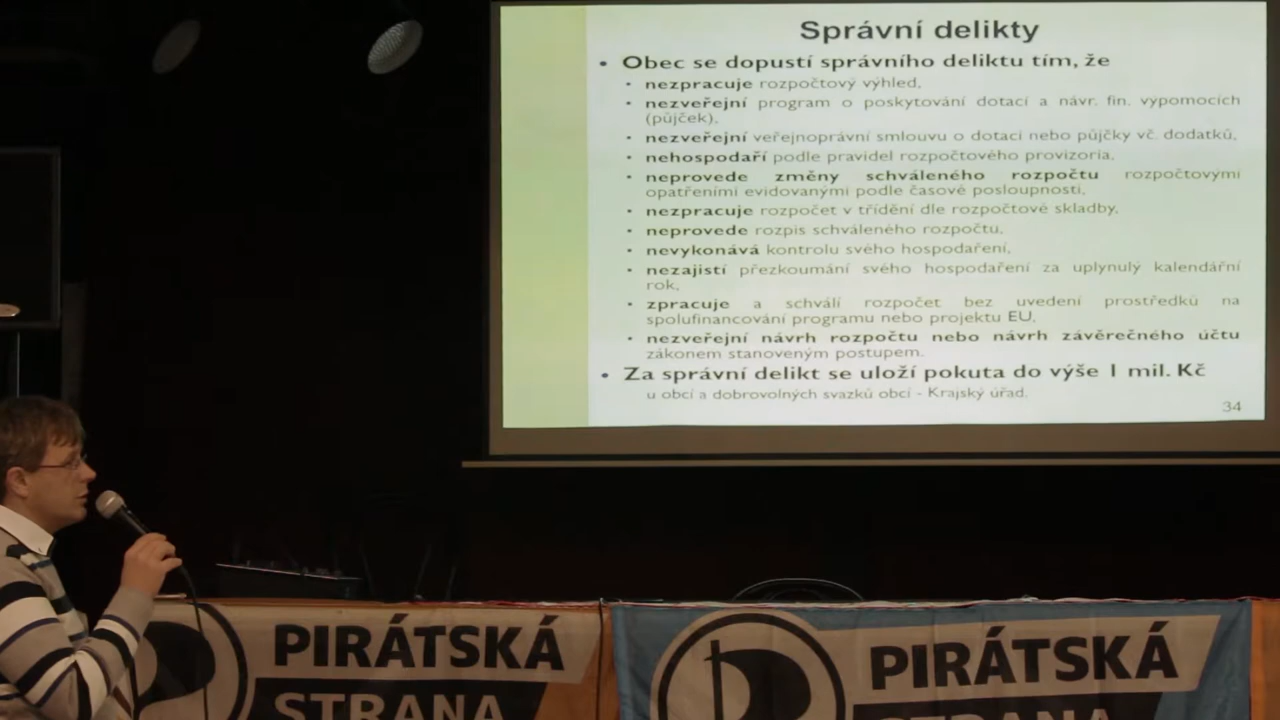 Správní delikty
• Obec se dopustí správního deliktu tím, že
• nezpracuje rozpočtový výhled,
• nezveřejní program o poskytování dotací a návr. fin. vypomocích
(půjček),
• nezveřejní veřejnoprávní smlouvu o dotaci nebo půjčky vč. dodatků,
• nehospodaří podle pravidel rozpočtového provizoria,
• neprovede změny schváleného rozpočtu rozpočtovými
opatřeními evidovanými podle časové posloupnosti,
• nezpracuje rozpočet v třídění dle rozpočtové skladby,
• neprovede rozpis schváleného rozpočtu,
• nevykonává kontrolu svého hospodaření,
• nezajistí přezkoumání svého hospodaření za uplynulý kalendářní
rok,
• zpracuje a schválí rozpočet bez uvedení prostředků na
spolufinancování programu nebo projektu EU,
• nezveřejní návrh rozpočtu nebo návrh závěrečného účtu
zákonem stanoveným postupem.
• Za správní delikt se uloží pokuta do výše 1 mil. Kč
u obcí a dobrovolných svazků obcí - Krajský úřad.
34
PIRÁTSKÁ
STRANA
PIRÁTSKÁ
STRANA